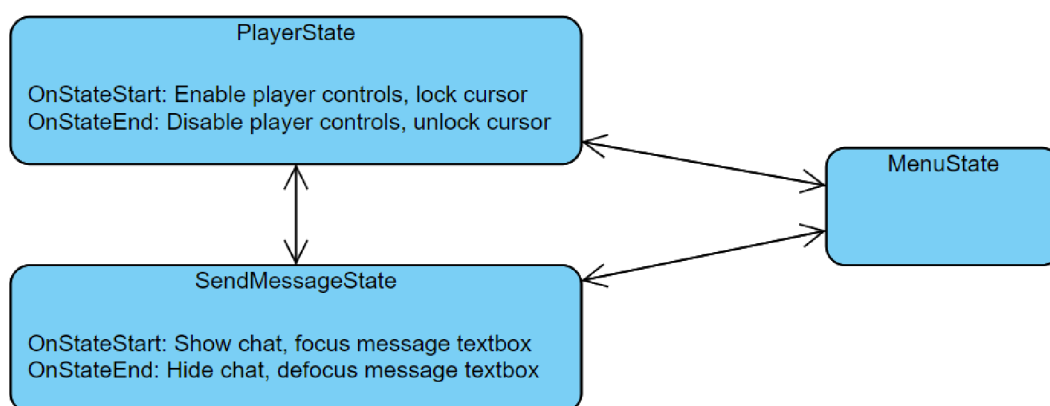 PlayerState
OnStateStart: Enable player controls, lock cursor
OnStateEnd: Disable player controls, unlock cursor
MenuState
SendMessageState
OnStateStart: Show chat, focus message textbox
OnStateEnd: Hide chat, defocus message textbox